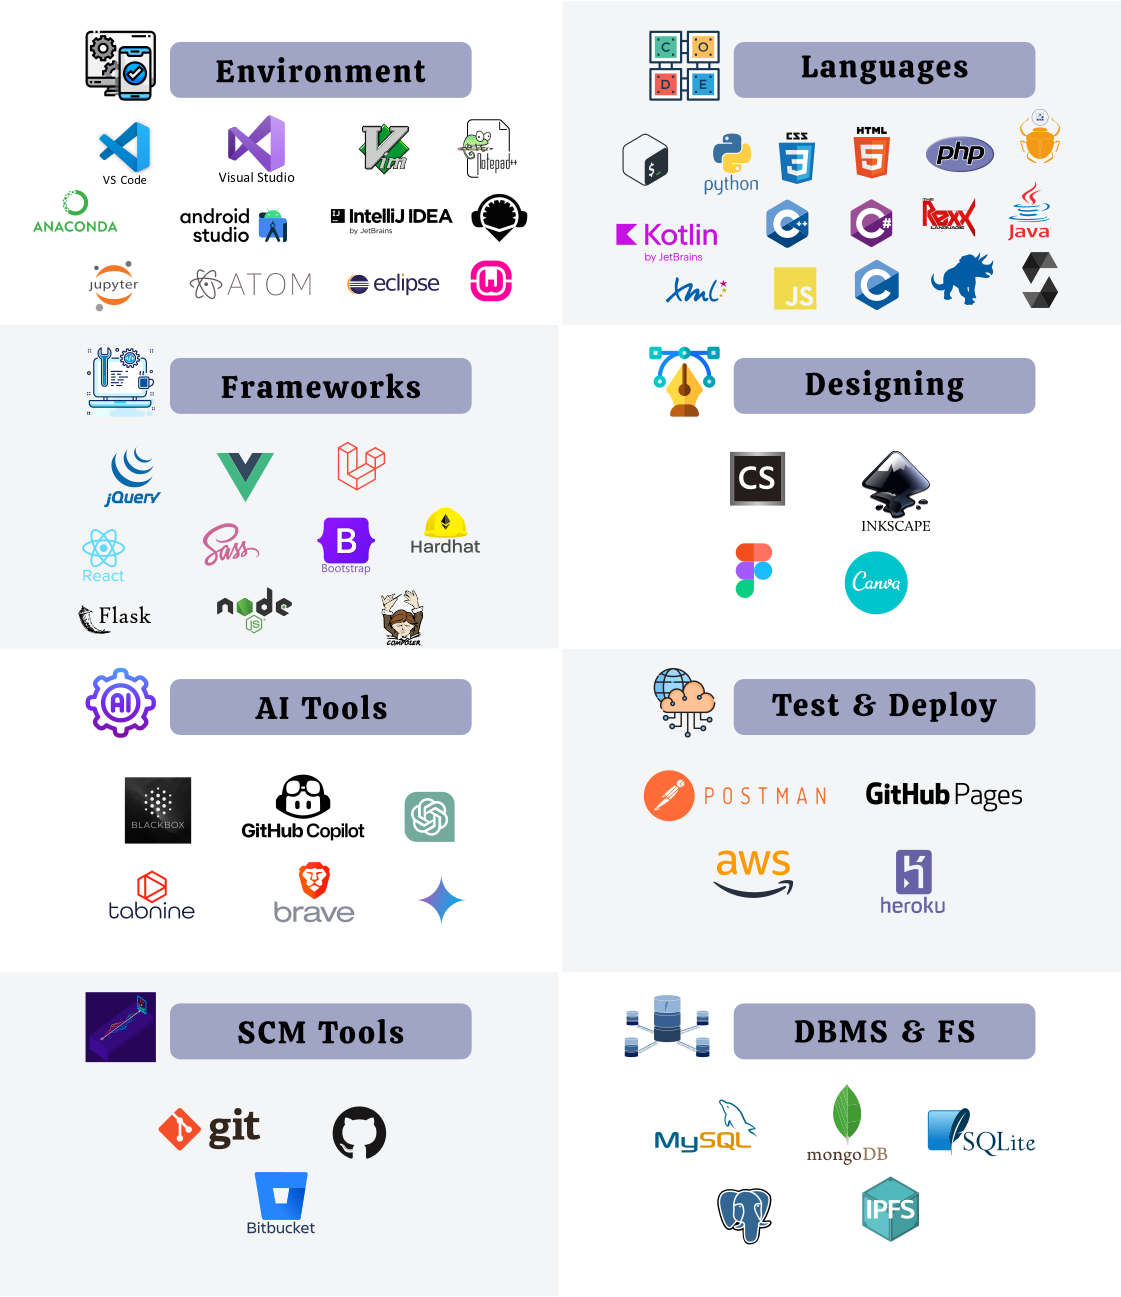 Environment
VS Code
Visual Studio
Vim
Notepad++
ANACONDA
android
studio
IntelliJ IDEA
by JetBrains
jupyter
ATOM
eclipse
W
C O
D E
Languages
$_
python
CSS
3
HTML
5
php
Kotlin
by JetBrains
C++
C#
THE
Rexx
LANGUAGE
Java
xml
JS
C
Frameworks
jQuery
React
Sass
B
Bootstrap
Hardhat
Flask
node
JS
COMPOSER
Designing
CS
INKSCAPE
Canva
AI
AI Tools
BLACKBOX
GitHub Copilot
tabnine
brave
Test & Deploy
POSTMAN
GitHub Pages
aws
heroku
SCM Tools
git
Bitbucket
DBMS & FS
MySQL
mongoDB
SQLite
IPFS